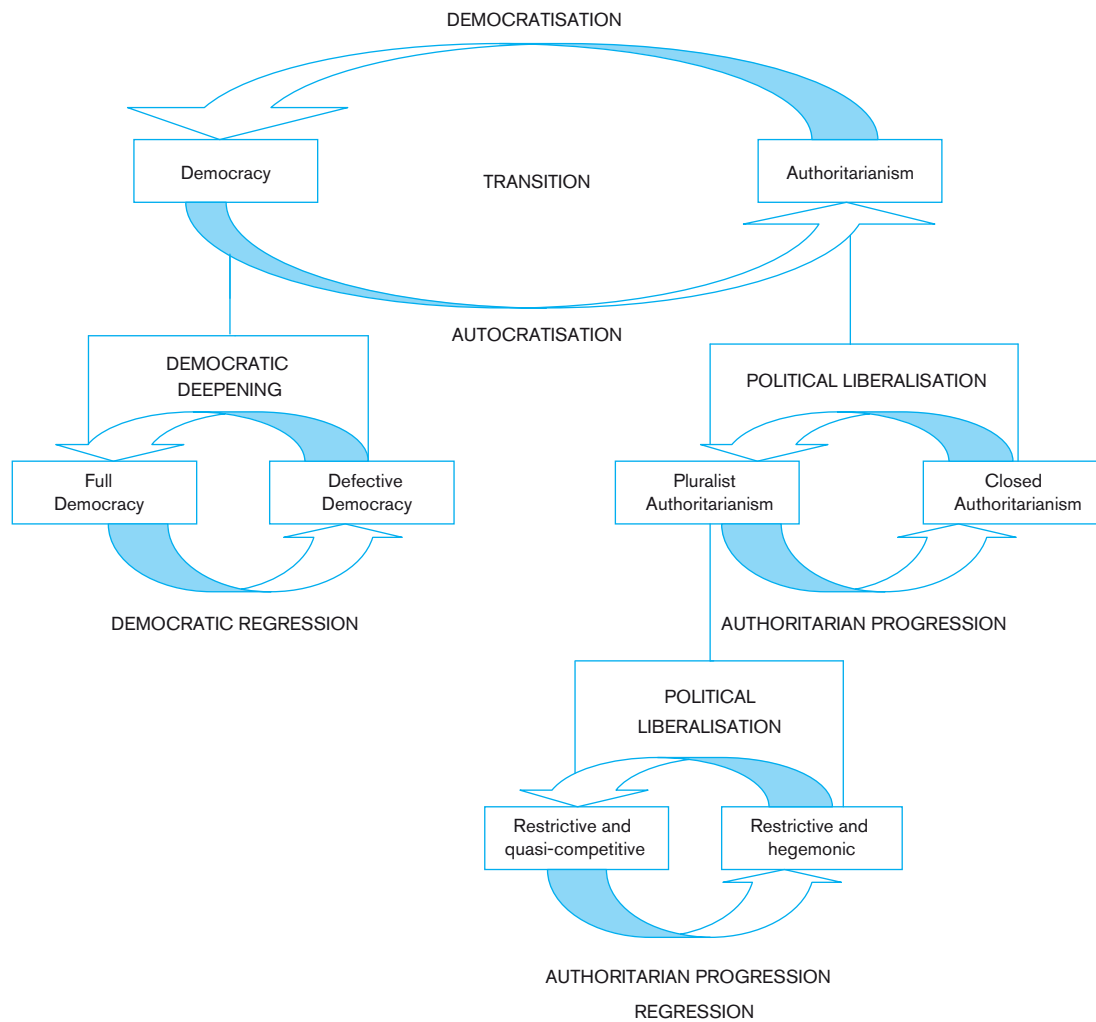 DEMOCRATISATION
Democracy
TRANSITION
Authoritarianism
AUTOCRATISATION
DEMOCRATIC
DEEPENING
POLITICAL LIBERALISATION
Full
Democracy
Defective
Democracy
Pluralist
Authoritarianism
Closed
Authoritarianism
DEMOCRATIC REGRESSION
AUTHORITARIAN PROGRESSION
POLITICAL
LIBERALISATION
Restrictive and
quasi-competitive
Restrictive and
hegemonic
AUTHORITARIAN PROGRESSION
REGRESSION